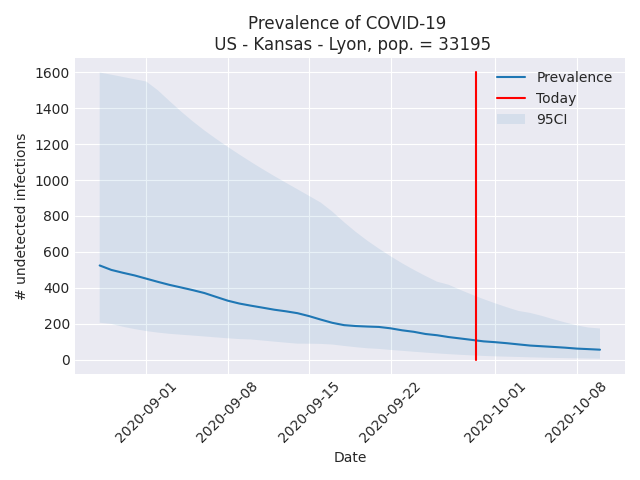 Prevalence of COVID-19
US - Kansas - Lyon, pop. = 33195
Prevalence
Today
95CI
1600
1400
1200
1000
800
600
400
200
0
# undetected infections
2020-09-01
2020-09-08
2020-09-15
2020-09-22
2020-10-01
2020-10-08
Date